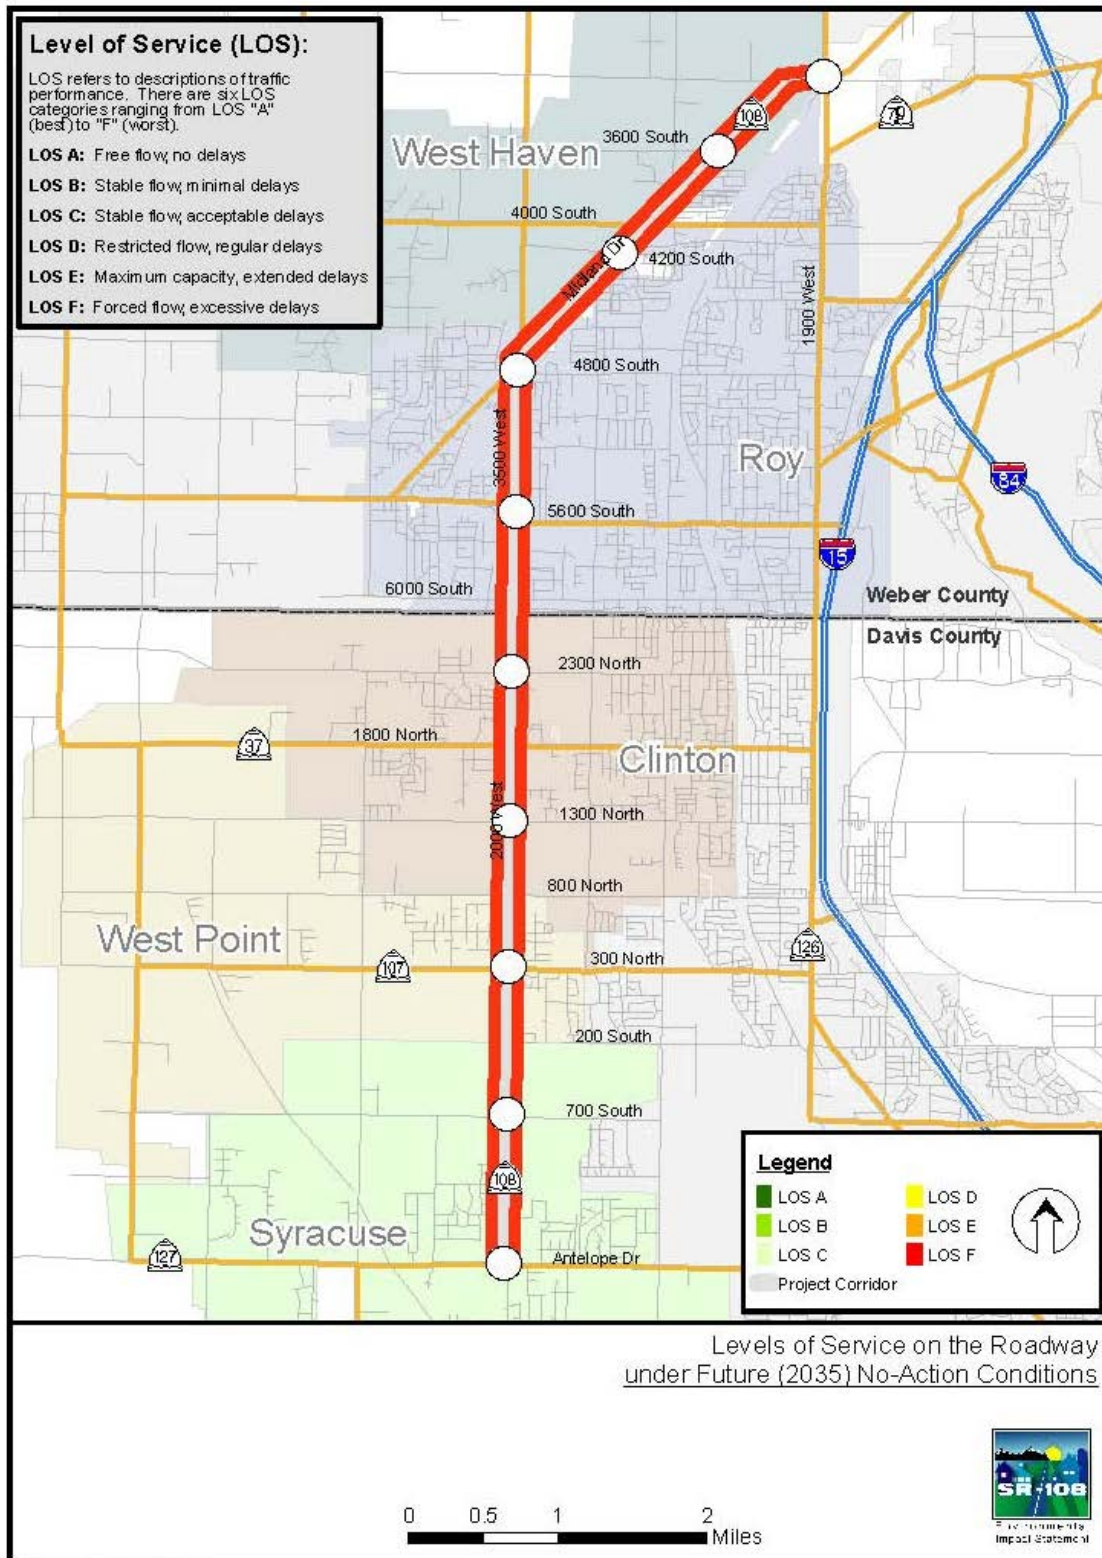 Level of Service (LOS):
LOS refers to descriptions of traffic
performance. There are six LOS
categories ranging from LOS "A"
(best) to "F" (worst).
LOS A: Free flow, no delays
LOS B: Stable flow, minimal delays
LOS C: Stable flow, acceptable delays
LOS D: Restricted flow, regular delays
LOS E: Maximum capacity, extended delays
LOS F: Forced flow, excessive delays
108
79
3600 South
West Haven
4000 South
4200 South
Midland Dr
1900 West
4800 South
3500 West
Roy
84
5600 South
15
6000 South
Weber County
Davis County
2300 North
37
1800 North
Clinton
2000 West
1300 North
800 North
West Point
107
300 North
126
200 South
700 South
108
Syracuse
127
Antelope Dr
Legend
LOS A
LOS B
LOS C
LOS D
LOS E
LOS F
Project Corridor
Levels of Service on the Roadway
under Future (2035) No-Action Conditions
0 0.5 1 2
Miles
SR-108
Impact Statement